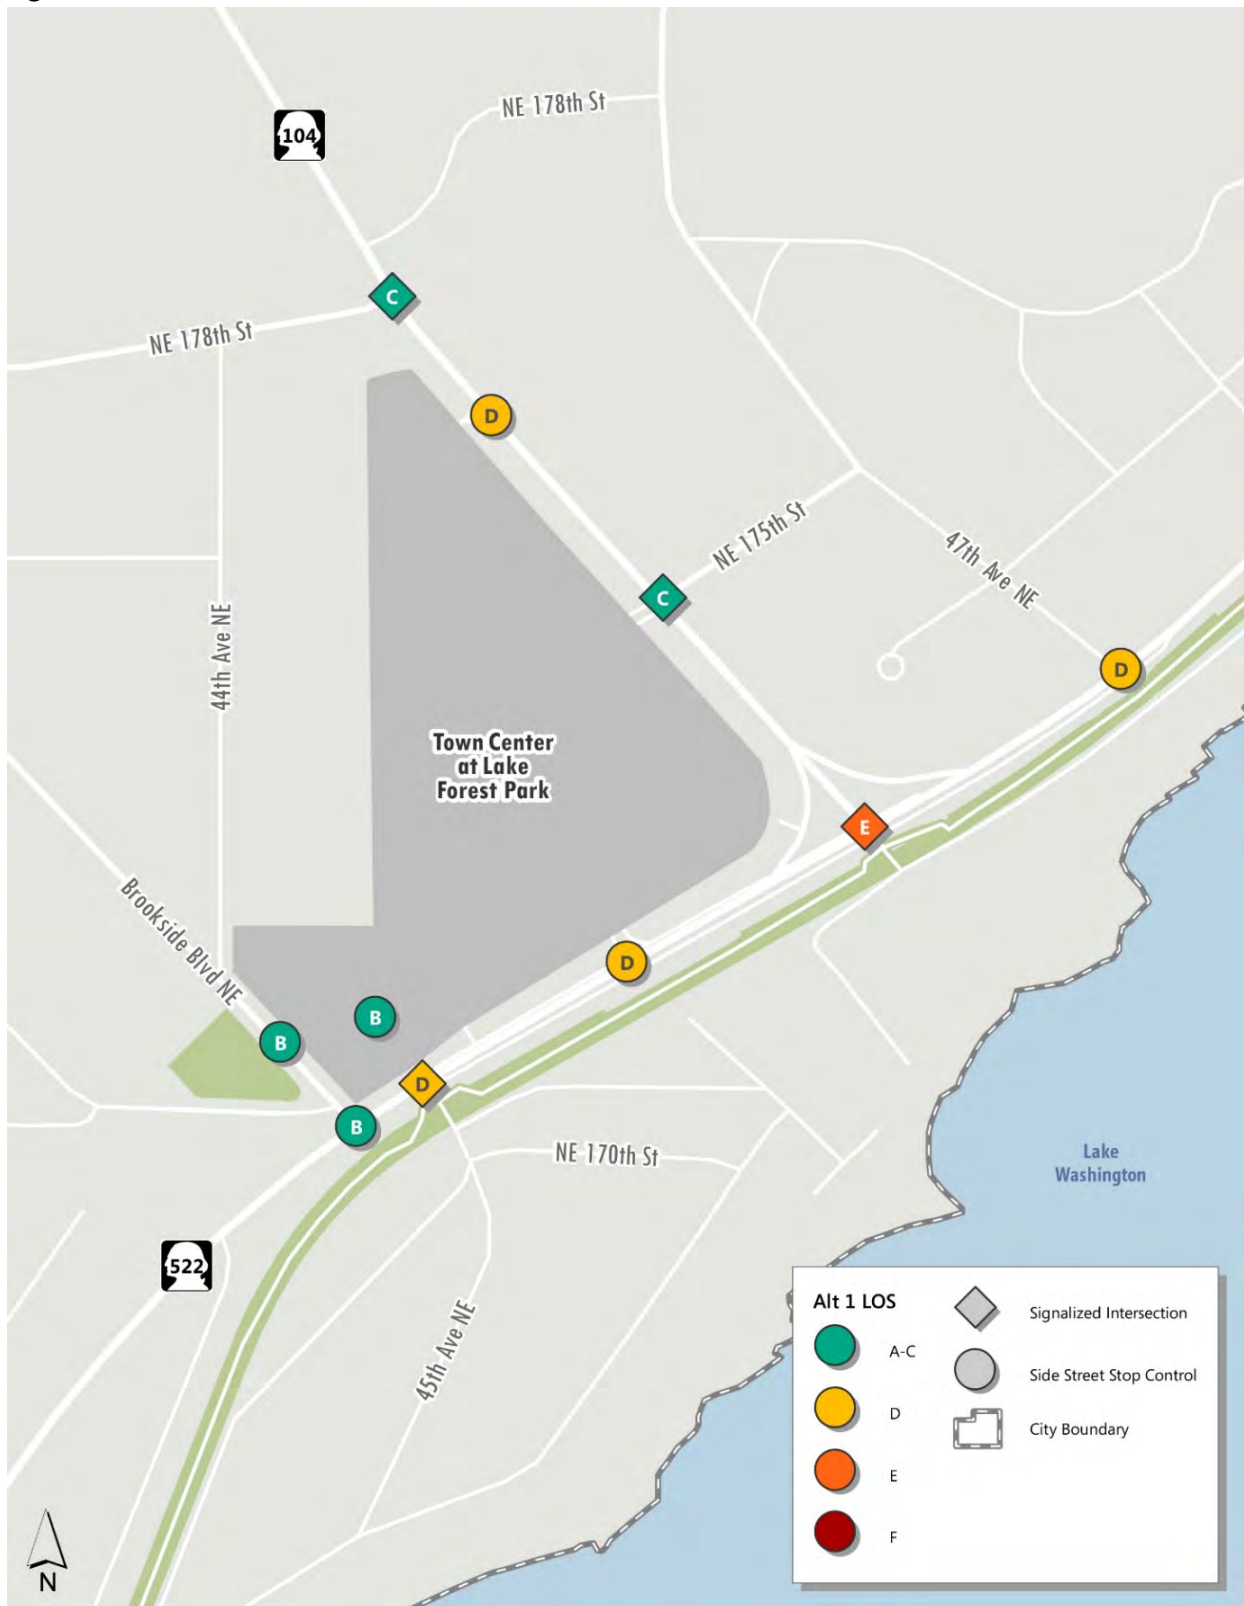 NE 178th St
104
C
NE 178th St
D
NE 175th St
C
47th Ave NE
44th Ave NE
D
Town Center
at Lake
Forest Park
E
Brookside Blvd NE
D
B
B
D
B
NE 170th St
Lake
Washington
522
45th Ave NE
Alt 1 LOS
A-C
D
E
F
Signalized Intersection
Side Street Stop Control
City Boundary
N